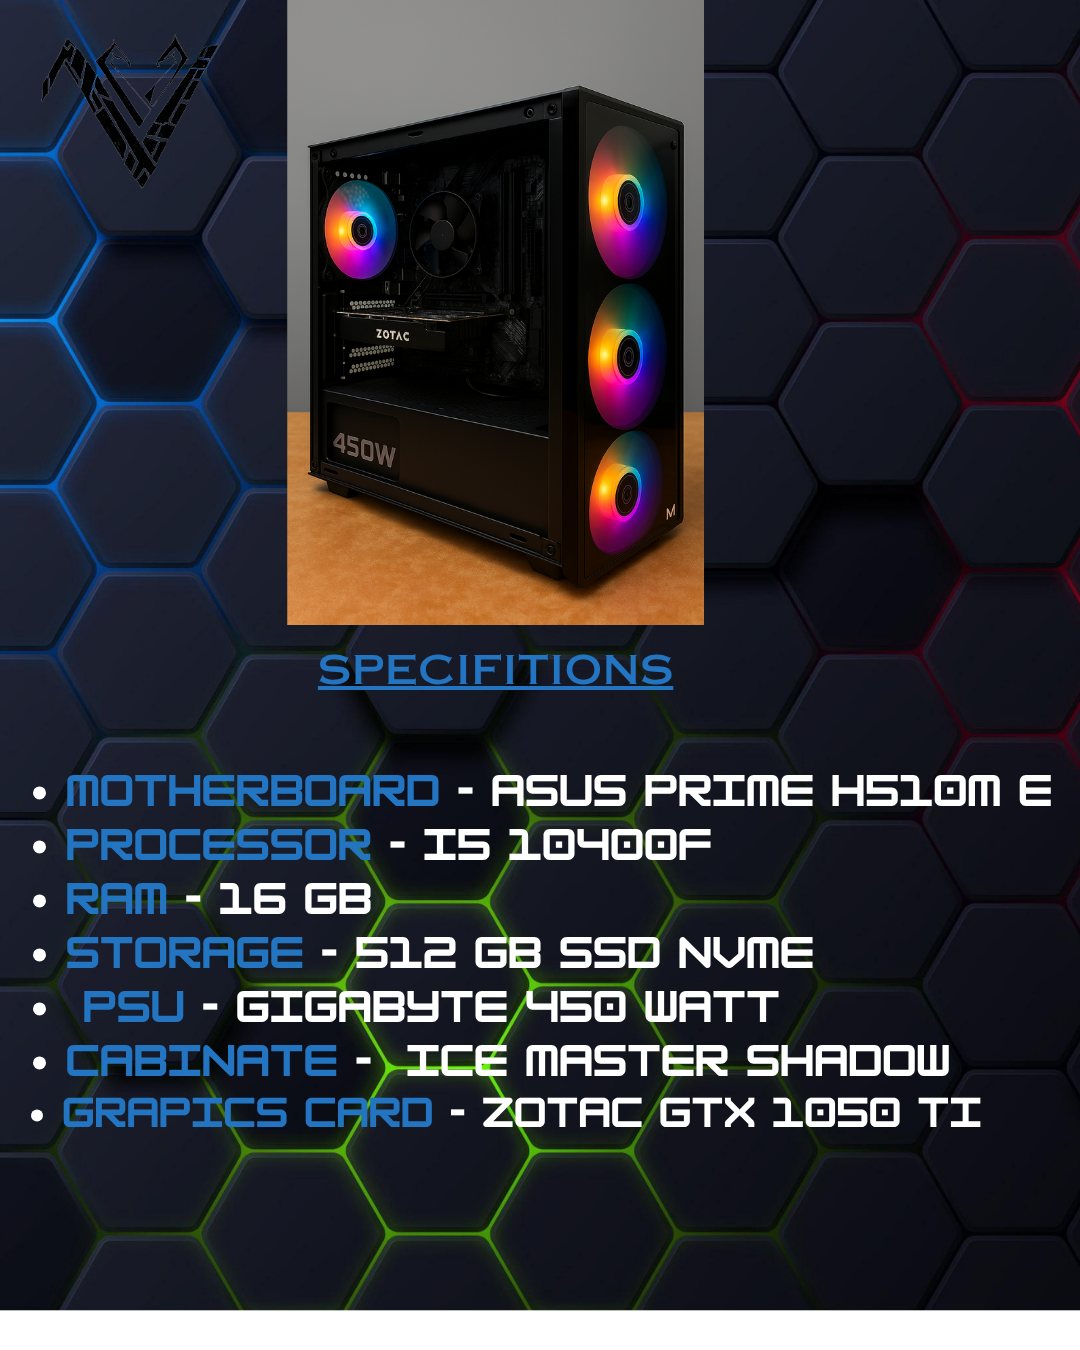 ZOTAC
450W
M
SPECIFITIONS
MOTHERBOARD - ASUS PRIME H510M E
PROCESSOR - I5 10400F
RAM - 16 GB
STORAGE - 512 GB SSD NVME
PSU - GIGABYTE 450 WATT
CABINATE - ICE MASTER SHADOW
GRAPICS CARD - ZOTAC GTX 1050 TI